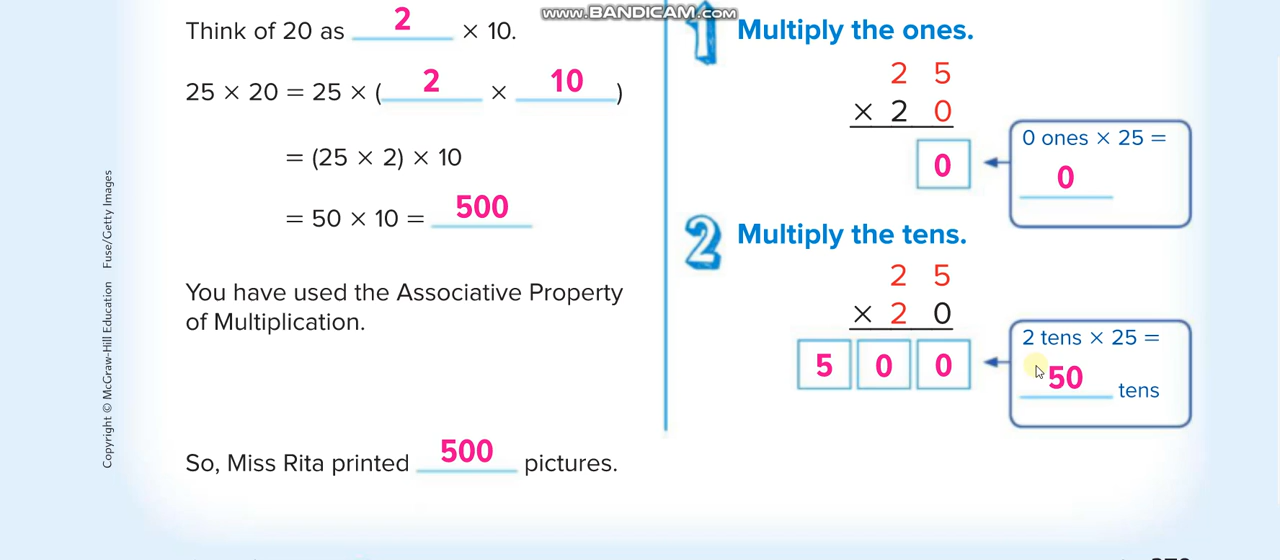 www.BANDICAM.com
Think of 20 as 2 × 10.
25 × 20 = 25 × (2 × 10)
= (25 × 2) × 10
= 50 × 10 = 500
You have used the Associative Property
of Multiplication.
So, Miss Rita printed 500 pictures.
Copyright © McGraw-Hill Education Fuse/Getty Images
1 Multiply the ones.
2 5
× 2 0
0
0 ones × 25 =
0
2 Multiply the tens.
2 5
× 2 0
5 0 0
2 tens × 25 =
50 tens